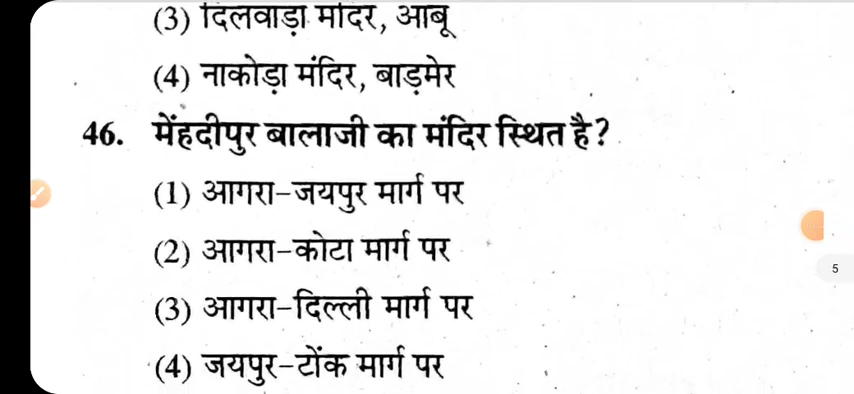 (3) दिलवाड़ा मंदिर, आबू
(4) नाकोड़ा मंदिर, बाड़मेर
46. मेंहदीपुर बालाजी का मंदिर स्थित है?
(1) आगरा-जयपुर मार्ग पर
(2) आगरा-कोटा मार्ग पर
5
(3) आगरा-दिल्ली मार्ग पर
(4) जयपुर-टोंक मार्ग पर